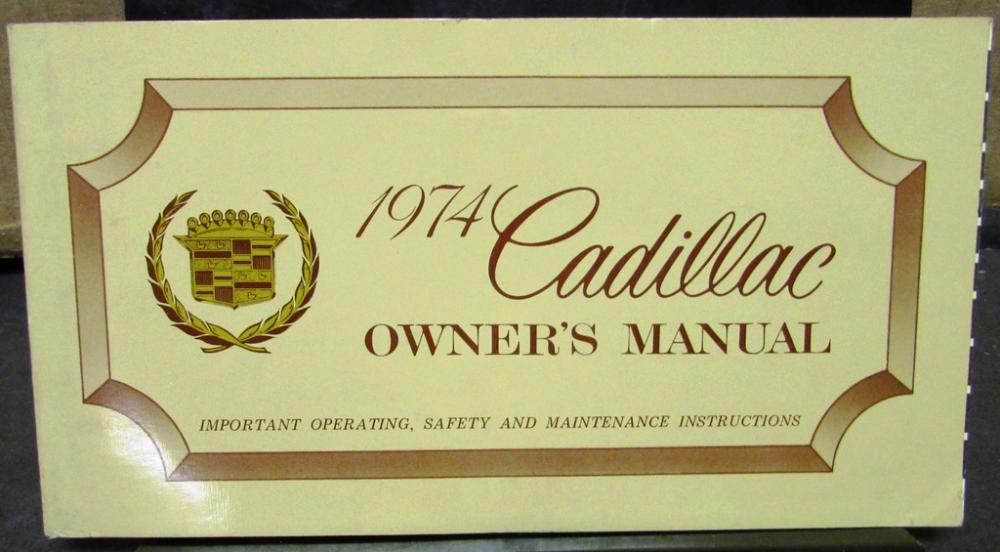 1974 Cadillac
OWNER'S MANUAL
IMPORTANT OPERATING, SAFETY AND MAINTENANCE INSTRUCTIONS